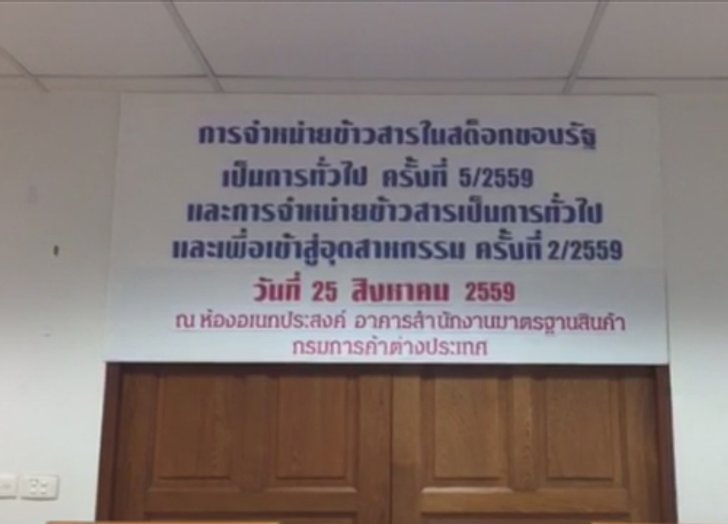 การจำหน่ายข้าวสารในสต็อกของรัฐ
เป็นการทั่วไป ครั้งที่ 5/2559
และการจำหน่ายข้าวสารเป็นการทั่วไป
และเพื่อเข้าสู่อุตสาหกรรม ครั้งที่ 2/2559
วันที่ 25 สิงหาคม 2559
ณ ห้องอเนกประสงค์ อาคารสำนักงานมาตรฐานสินค้า
กรมการค้าต่างประเทศ